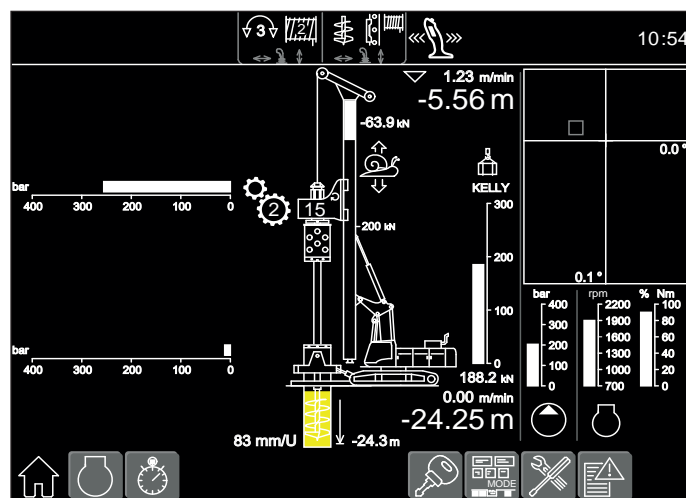 3 2 10:54
1.23 m/min
-5.56 m
-63.9 kN
0.0 °
bar
400 300 200 100 0
2 15
KELLY
300
200
100
0
-200 kN
0.1 °
bar
400
300
200
100
0
rpm
2200
1900
1600
1300
1000
700
% Nm
100
80
60
40
20
0
bar
400 300 200 100 0
188.2 kN
0.00 m/min
-24.25 m
83 mm/U -24.3 m
MODE